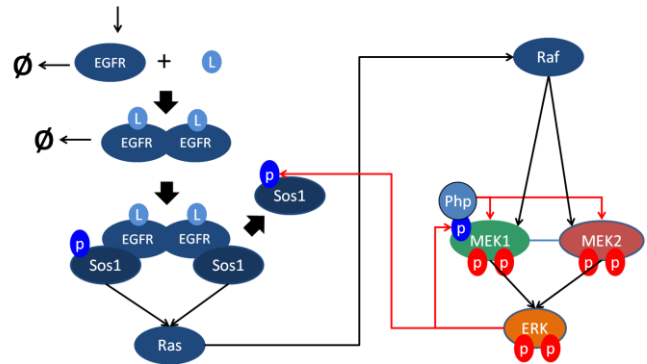 Ø EGFR + L
L L
Ø EGFR EGFR
p
Sos1
L L
EGFR EGFR
p
Sos1 Sos1
Ras
Raf
Php
p
MEK1 MEK2
p p p p
ERK
p p